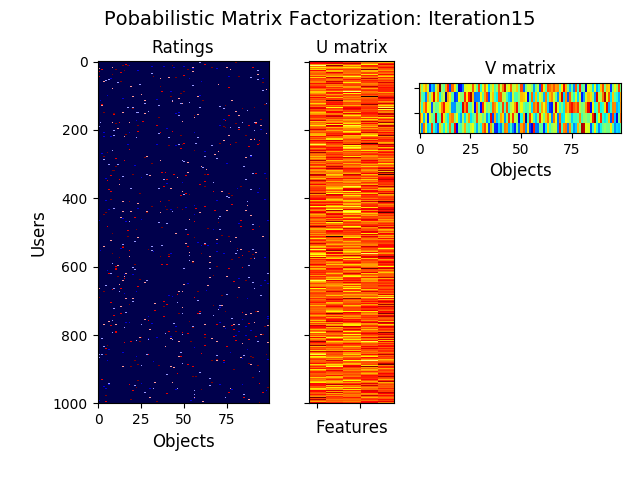 Pobabilistic Matrix Factorization: Iteration15
Ratings
U matrix
V matrix
0
200
400
600
800
1000
Users
0 25 50 75
Objects
Features
0 25 50 75
Objects